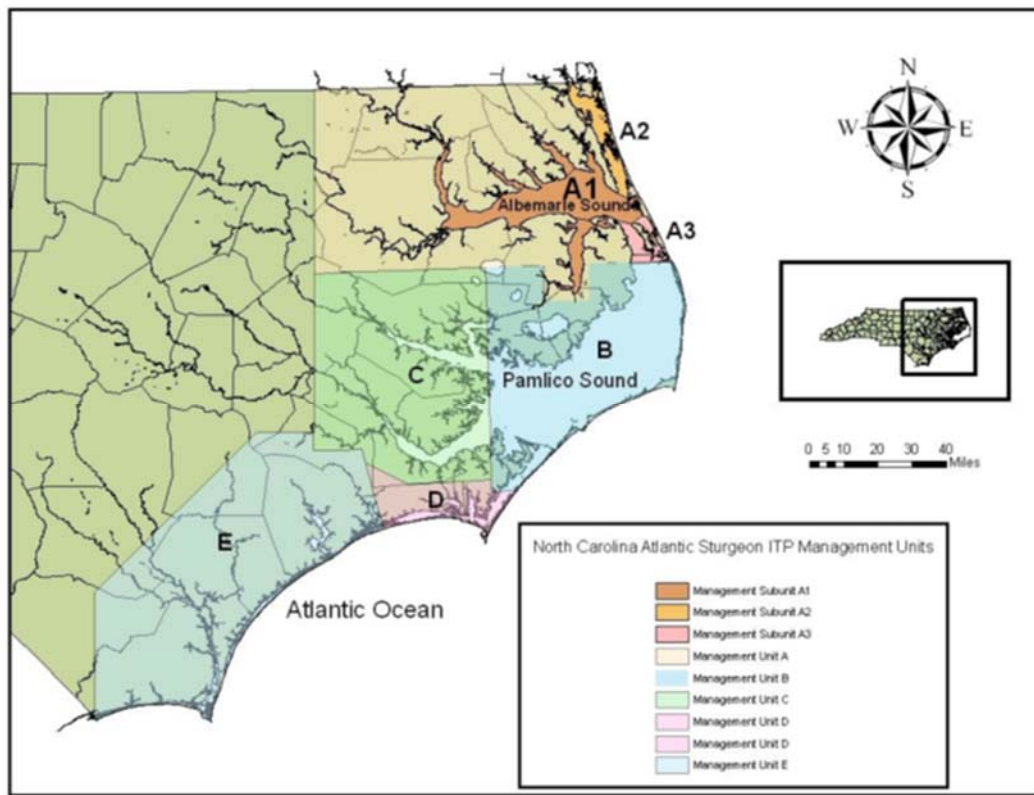 N
W E
S
A2
A1
Albemarle Sound
A3
B
C
Pamlico Sound
0 5 10 20 30 40
Miles
D
E
Atlantic Ocean
North Carolina Atlantic Sturgeon ITP Management Units
Management Subunit A1
Management Subunit A2
Management Subunit A3
Management Unit A
Management Unit B
Management Unit C
Management Unit D
Management Unit D
Management Unit E